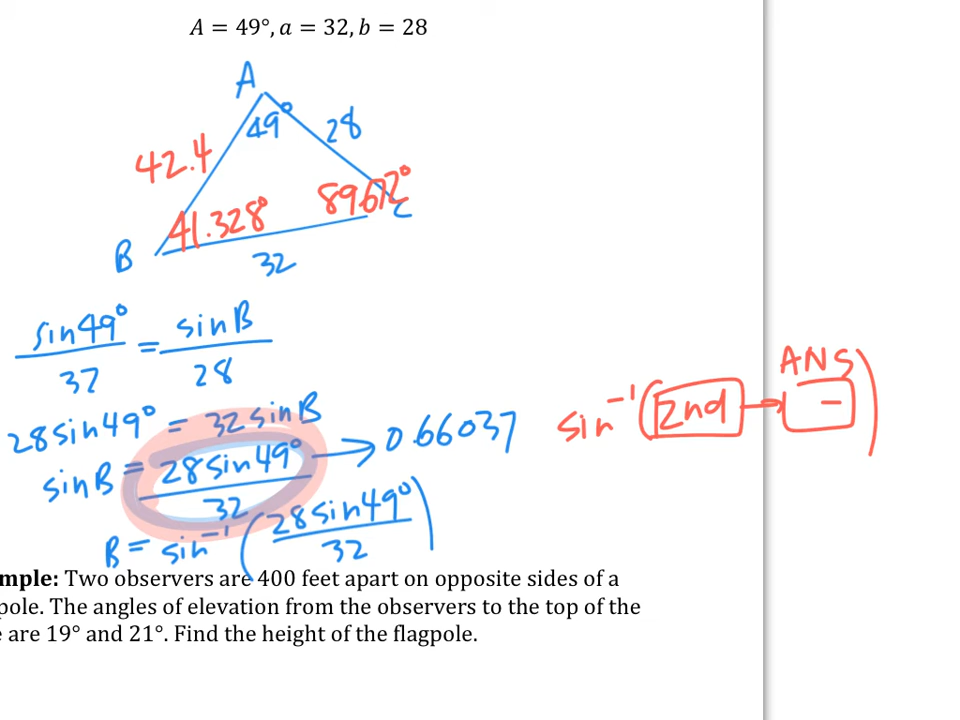 A = 49°, a = 32, b = 28
A
49°
28
42.4
41.328°
89.672°
C
B
32
sin49° / 32 = sinB / 28
28sin49° = 32sinB
sinB = 28sin49° / 32 → 0.66037
B = sin⁻¹(28sin49° / 32)
ANS
sin⁻¹(2nd → −)
mple: Two observers are 400 feet apart on opposite sides of a
pole. The angles of elevation from the observers to the top of the
e are 19° and 21°. Find the height of the flagpole.